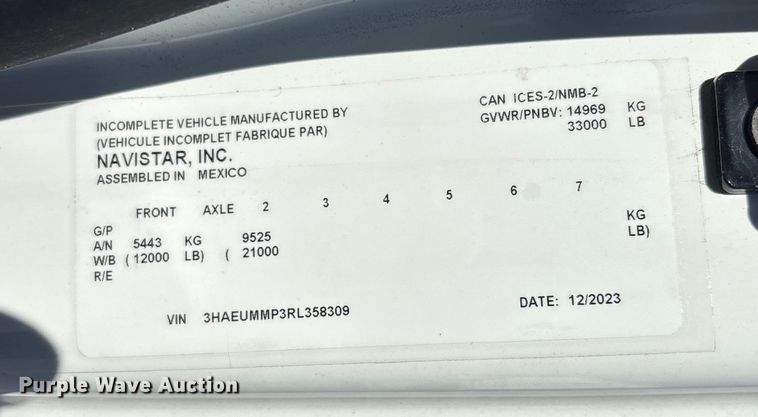 INCOMPLETE VEHICLE MANUFACTURED BY
(VEHICULE INCOMPLET FABRIQUE PAR)
NAVISTAR, INC.
ASSEMBLED IN MEXICO
CAN ICES-2/NMB-2
GVWR/PNBV: 14969 KG
33000 LB
FRONT AXLE 2 3 4 5 6 7
G/P
A/N 5443 KG 9525 KG
W/B ( 12000 LB) ( 21000 LB)
R/E
VIN 3HAEUMMP3RL358309 DATE: 12/2023
Purple Wave Auction